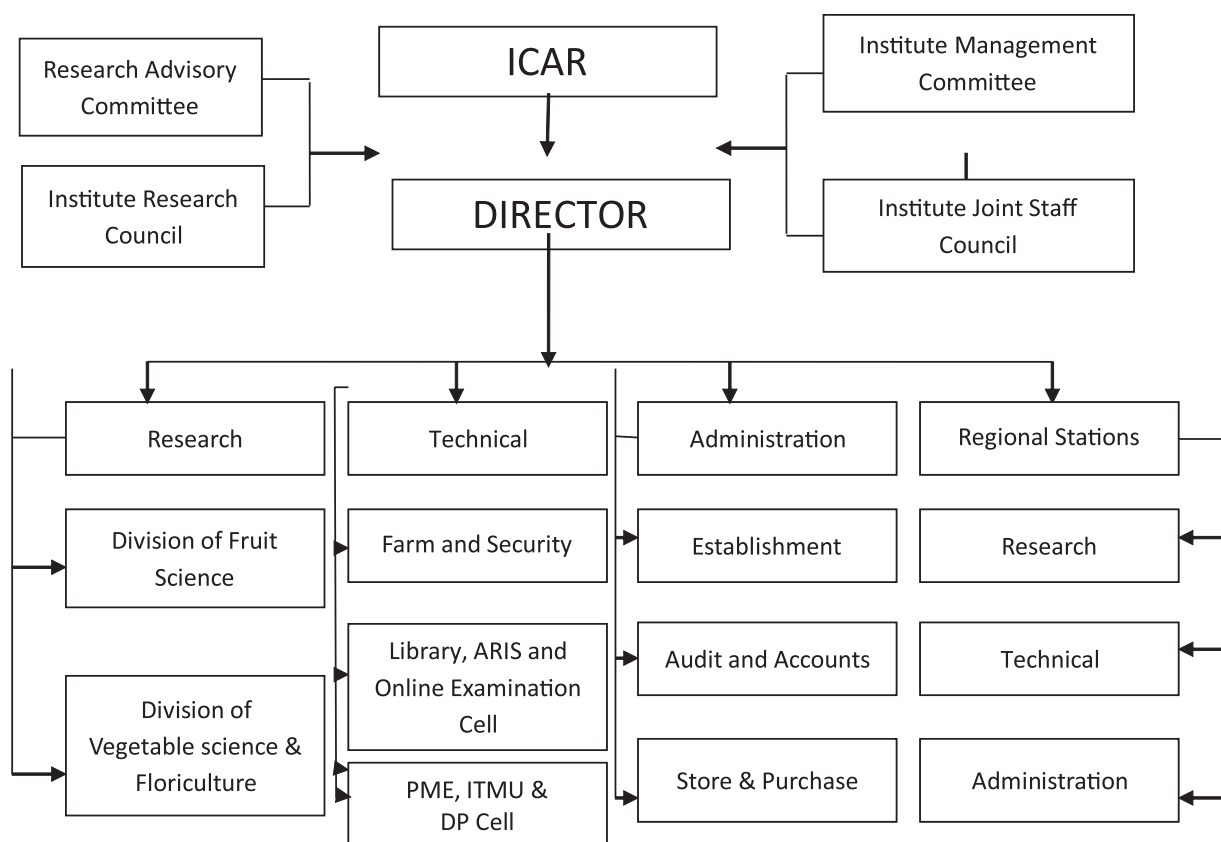 Research Advisory
Committee
ICAR
Institute Management
Committee
Institute Research
Council
DIRECTOR
Institute Joint Staff
Council
Research
Technical
Administration
Regional Stations
Division of Fruit
Science
Farm and Security
Establishment
Research
Library, ARIS and
Online Examination
Cell
Audit and Accounts
Technical
Division of
Vegetable science &
Floriculture
PME, ITMU &
DP Cell
Store & Purchase
Administration